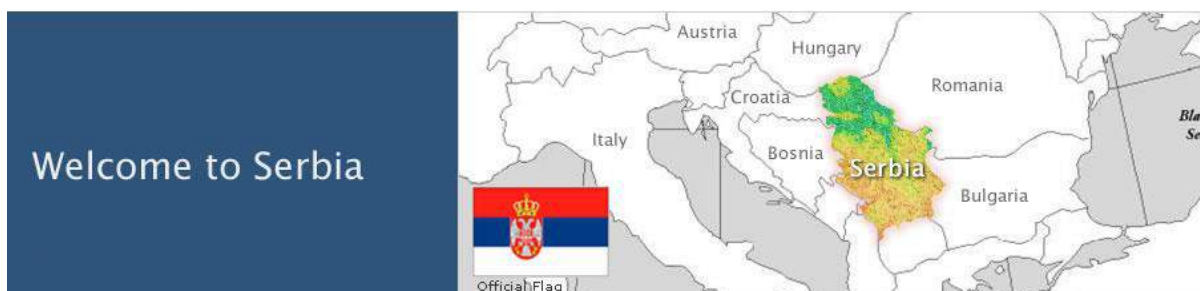 Welcome to Serbia
Austria
Hungary
Romania
Croatia
Italy
Bosnia
Serbia
Bulgaria
Official Flag